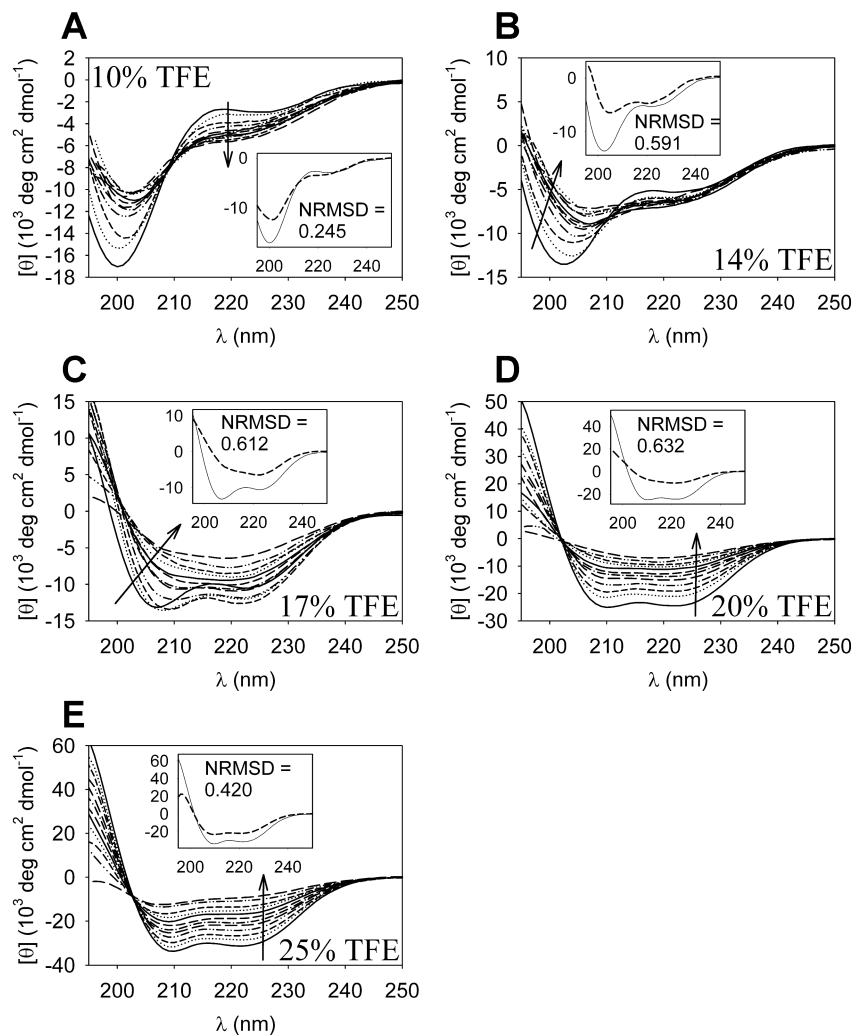 A
[θ] (10³ deg cm² dmol⁻¹)
2
0
-2
-4
-6
-8
-10
-12
-14
-16
-18
10% TFE
0
-10
NRMSD =
0.245
200 220 240
200 210 220 230 240 250
λ (nm)
B
[θ] (10³ deg cm² dmol⁻¹)
10
5
0
-5
-10
-15
0
-10
NRMSD =
0.591
200 220 240
14% TFE
200 210 220 230 240 250
λ (nm)
C
[θ] (10³ deg cm² dmol⁻¹)
15
10
5
0
-5
-10
-15
10
0
-10
NRMSD =
0.612
200 220 240
17% TFE
200 210 220 230 240 250
λ (nm)
D
[θ] (10³ deg cm² dmol⁻¹)
50
40
30
20
10
0
-10
-20
-30
40
20
0
-20
NRMSD =
0.632
200 220 240
20% TFE
200 210 220 230 240 250
λ (nm)
E
[θ] (10³ deg cm² dmol⁻¹)
60
40
20
0
-20
-40
60
40
20
0
-20
NRMSD =
0.420
200 220 240
25% TFE
200 210 220 230 240 250
λ (nm)